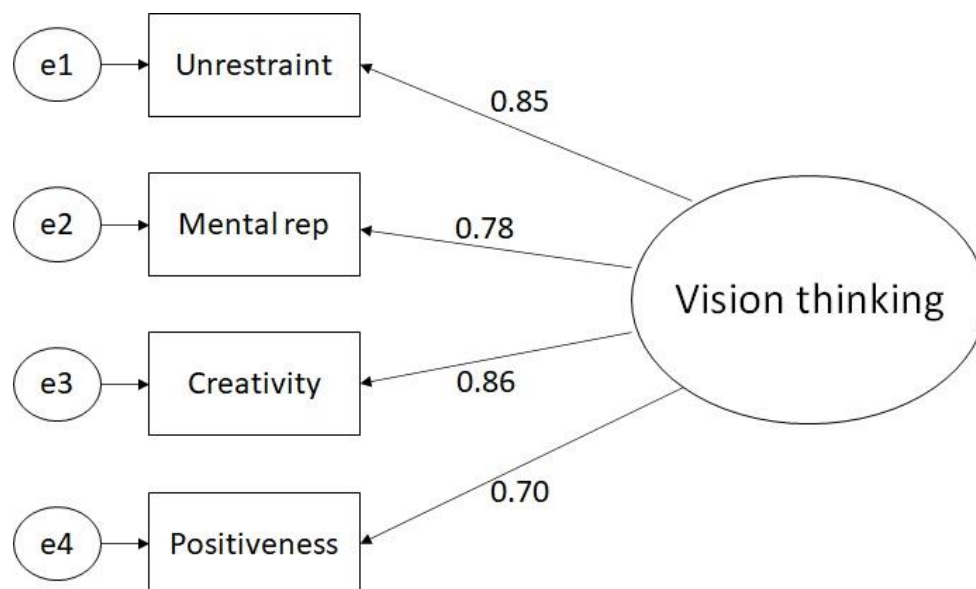 e1
Unrestraint
0.85
e2
Mental rep
0.78
Vision thinking
e3
Creativity
0.86
e4
Positiveness
0.70